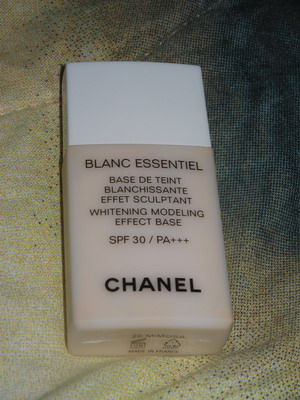 BLANC ESSENTIEL
BASE DE TEINT
BLANCHISSANTE
EFFET SCULPTANT
WHITENING MODELING
EFFECT BASE
SPF 30 / PA+++
CHANEL
MADE IN FRANCE